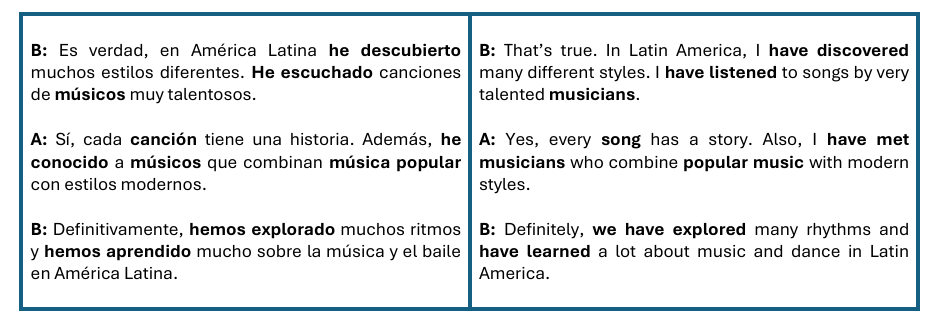 B: Es verdad, en América Latina he descubierto
muchos estilos diferentes. He escuchado canciones
de músicos muy talentosos.
A: Sí, cada canción tiene una historia. Además, he
conocido a músicos que combinan música popular
con estilos modernos.
B: Definitivamente, hemos explorado muchos ritmos
y hemos aprendido mucho sobre la música y el baile
en América Latina.
B: That’s true. In Latin America, I have discovered
many different styles. I have listened to songs by very
talented musicians.
A: Yes, every song has a story. Also, I have met
musicians who combine popular music with modern
styles.
B: Definitely, we have explored many rhythms and
have learned a lot about music and dance in Latin
America.